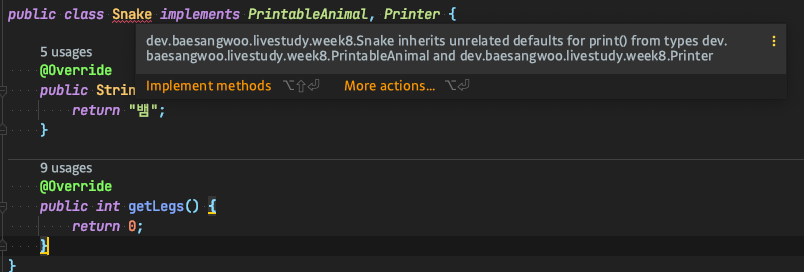 public class Snake implements PrintableAnimal, Printer {
dev.baesangwoo.livestudy.week8.Snake inherits unrelated defaults for print() from types dev.
baesangwoo.livestudy.week8.PrintableAnimal and dev.baesangwoo.livestudy.week8.Printer
Implement methods ⌥⇧⏎ More actions... ⌥⏎
5 usages
@Override
public Strin
return "뱀";
}
9 usages
@Override
public int getLegs() {
return 0;
}
}